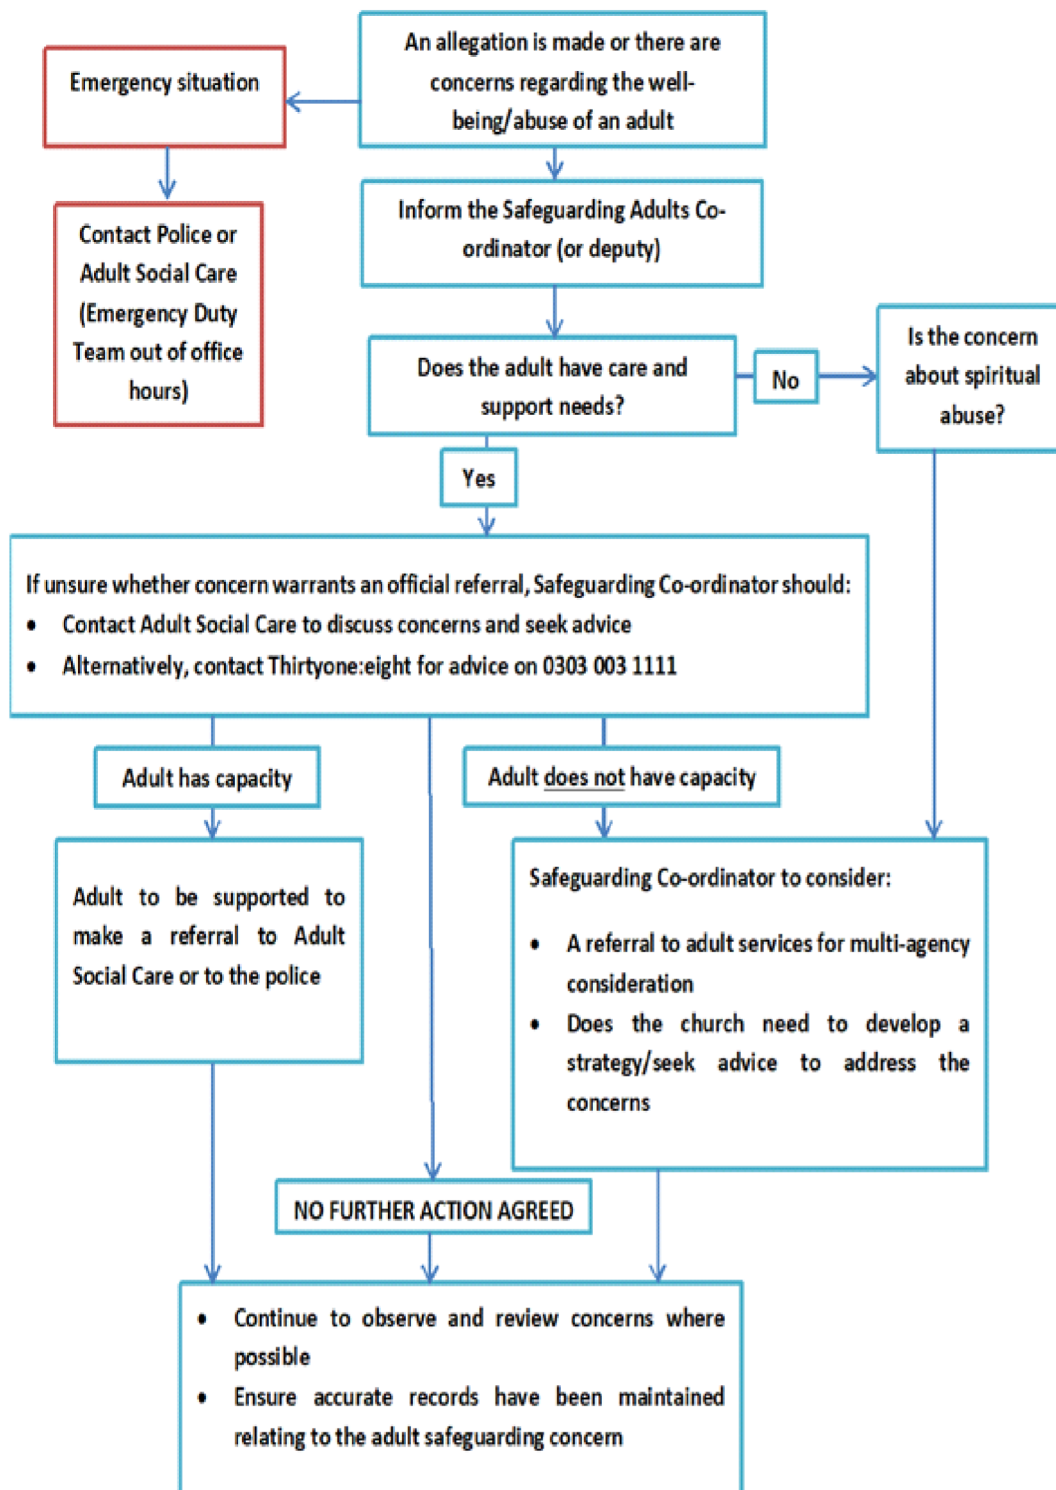 An allegation is made or there are
concerns regarding the well-
being/abuse of an adult
Emergency situation
Contact Police or
Adult Social Care
(Emergency Duty
Team out of office
hours)
Inform the Safeguarding Adults Co-
ordinator (or deputy)
Does the adult have care and
support needs?
No
Is the concern
about spiritual
abuse?
Yes
If unsure whether concern warrants an official referral, Safeguarding Co-ordinator should:
• Contact Adult Social Care to discuss concerns and seek advice
• Alternatively, contact Thirtyone:eight for advice on 0303 003 1111
Adult has capacity
Adult does not have capacity
Adult to be supported to
make a referral to Adult
Social Care or to the police
Safeguarding Co-ordinator to consider:
• A referral to adult services for multi-agency
consideration
• Does the church need to develop a
strategy/seek advice to address the
concerns
NO FURTHER ACTION AGREED
• Continue to observe and review concerns where
possible
• Ensure accurate records have been maintained
relating to the adult safeguarding concern